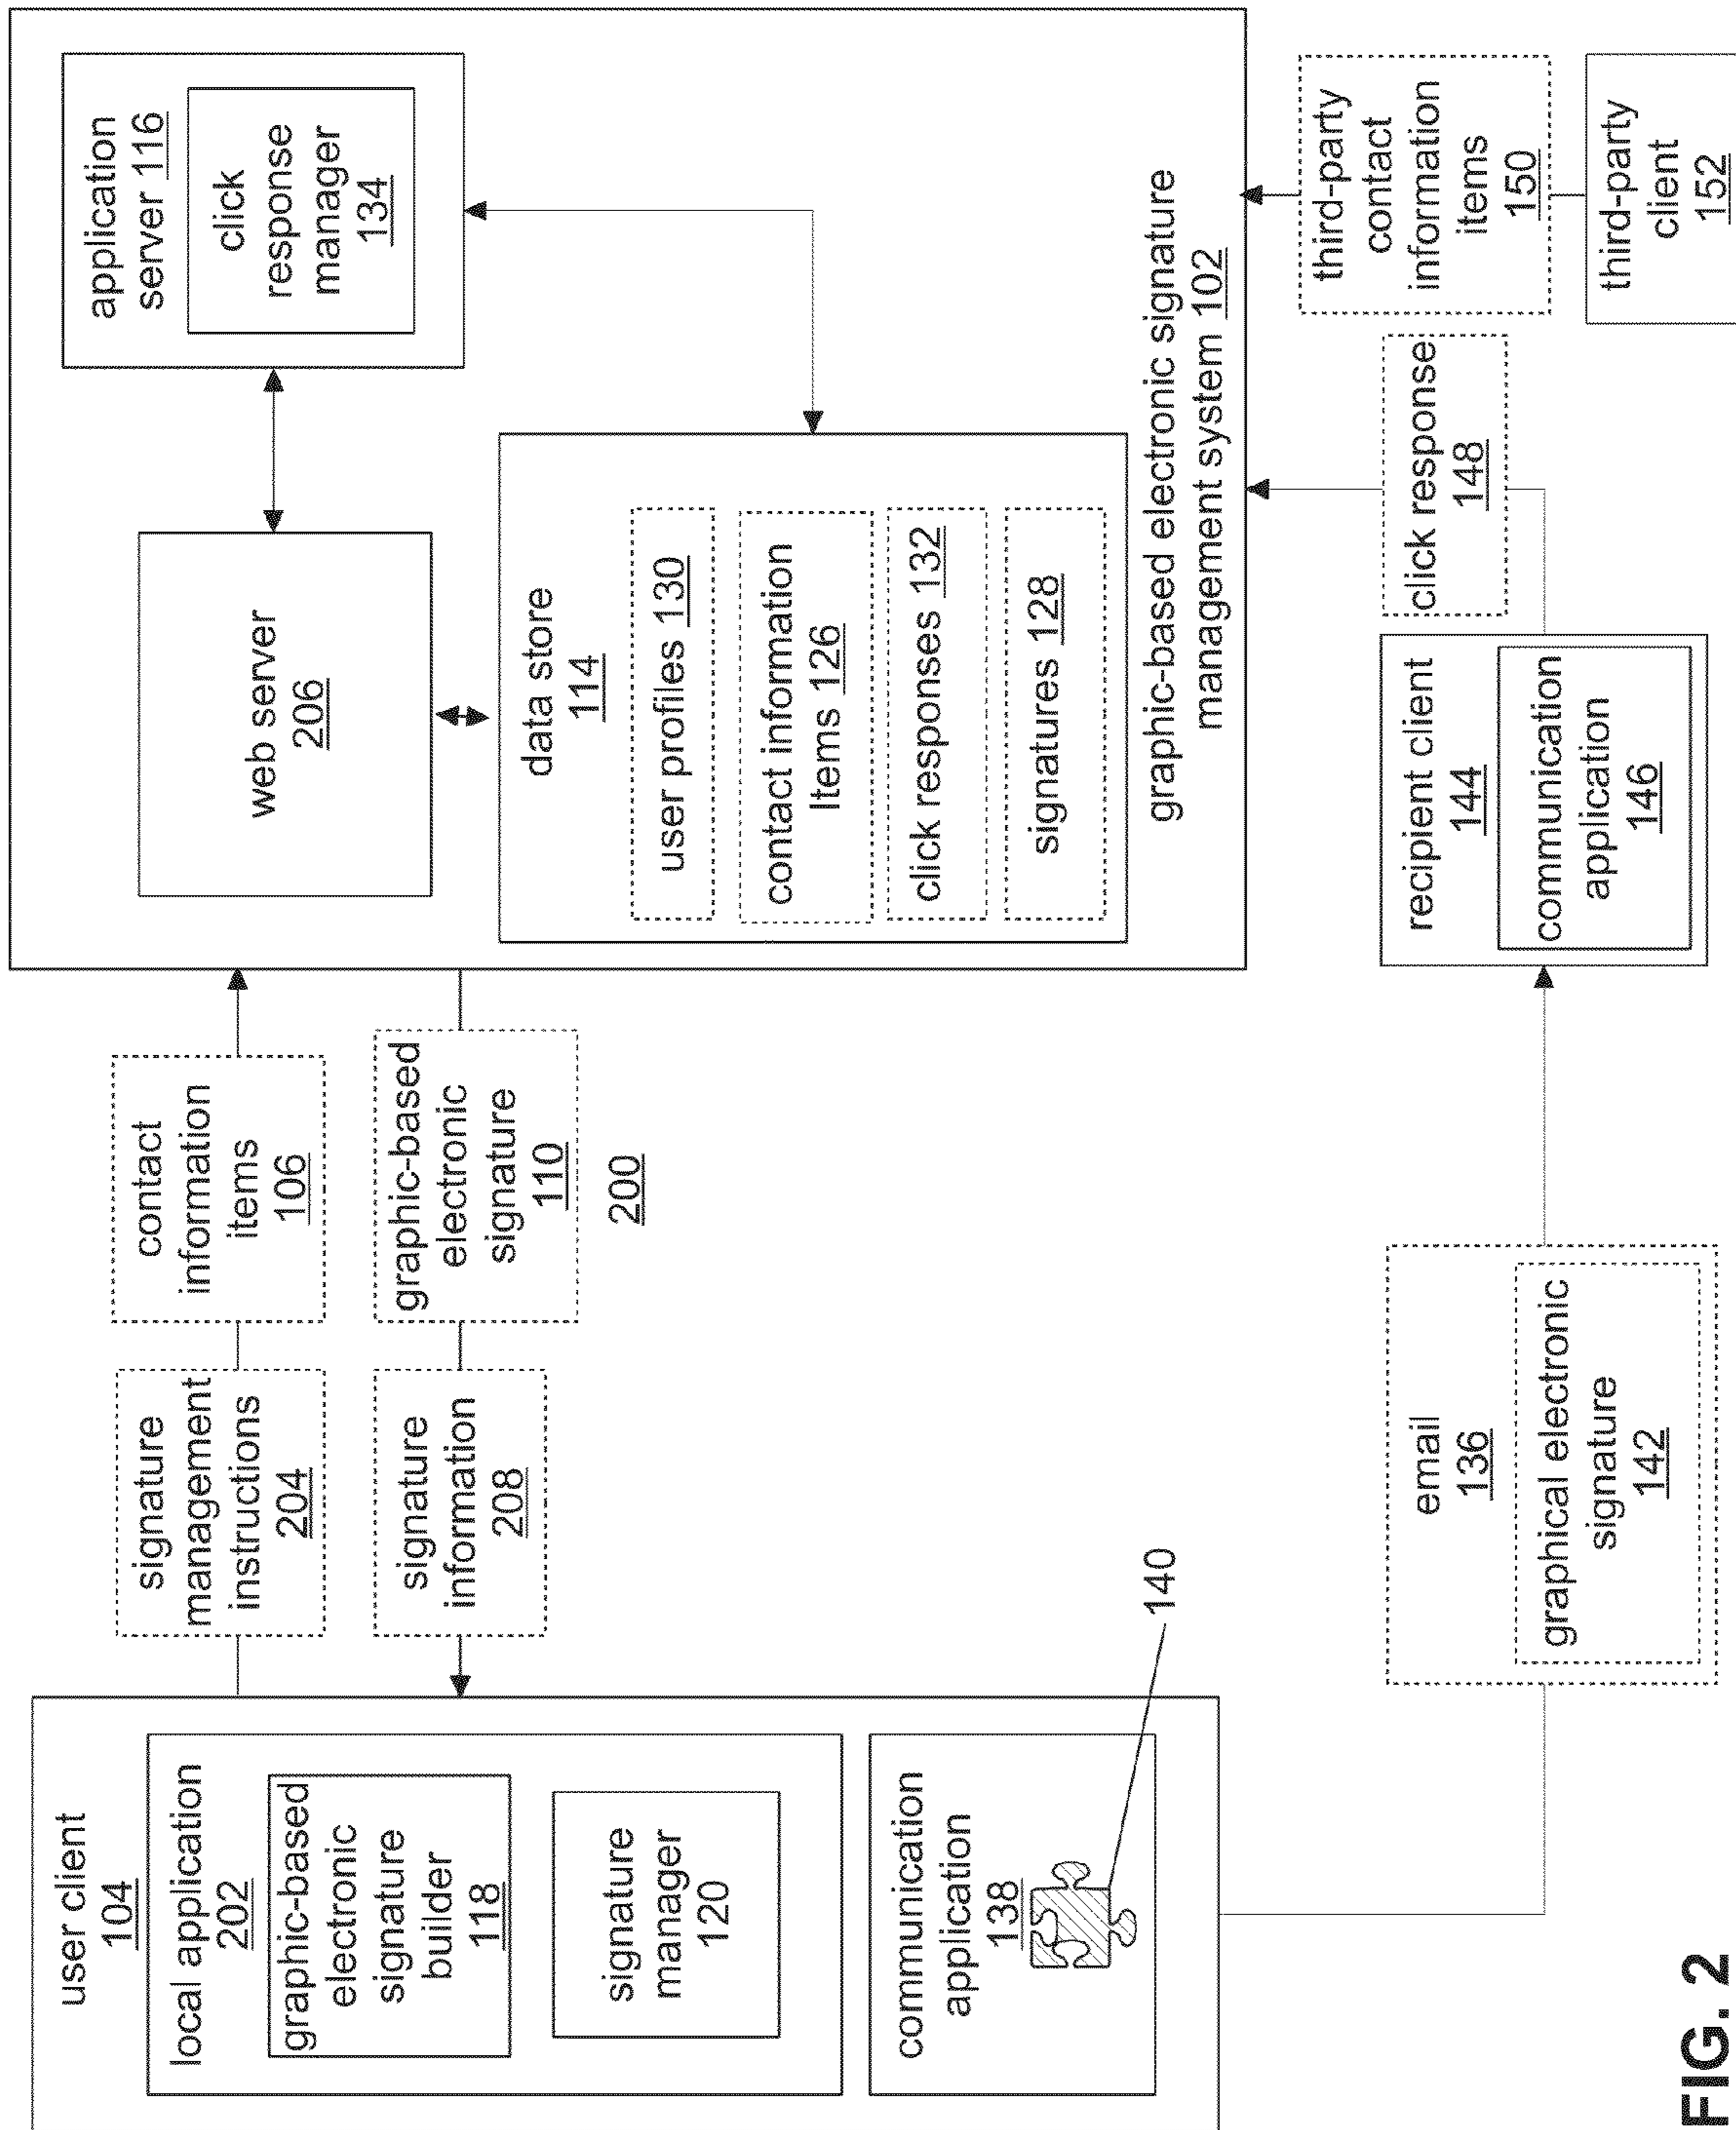 user client
104
local application
202
graphic-based
electronic
signature
builder
118
signature
manager
120
communication
application
138
140
signature
management
instructions
204
contact
information
items
106
signature
information
208
graphic-based
electronic
signature
110
200
web server
206
application
server 116
click
response
manager
134
data store
114
user profiles 130
contact information
Items 126
click responses 132
signatures 128
graphic-based electronic signature
management system 102
email
136
graphical electronic
signature
142
recipient client
144
communication
application
146
click response
148
third-party
contact
information
items
150
third-party
client
152
FIG. 2